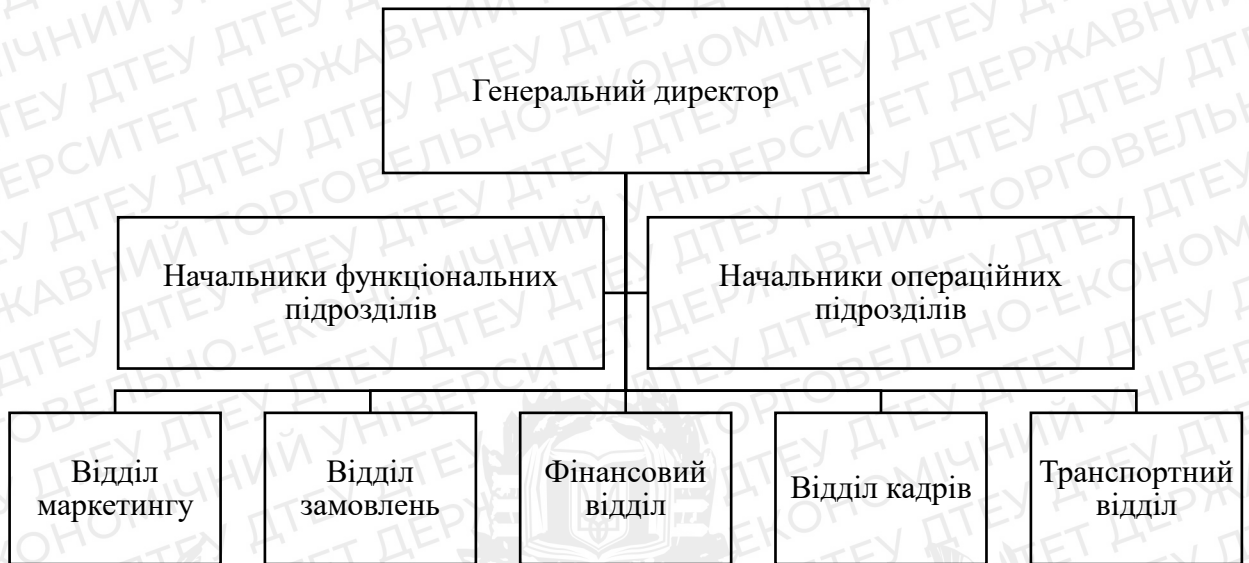 Генеральний директор
Начальники функціональних
підрозділів
Начальники операційних
підрозділів
Відділ
маркетингу
Відділ
замовлень
Фінансовий
відділ
Відділ кадрів
Транспортний
відділ